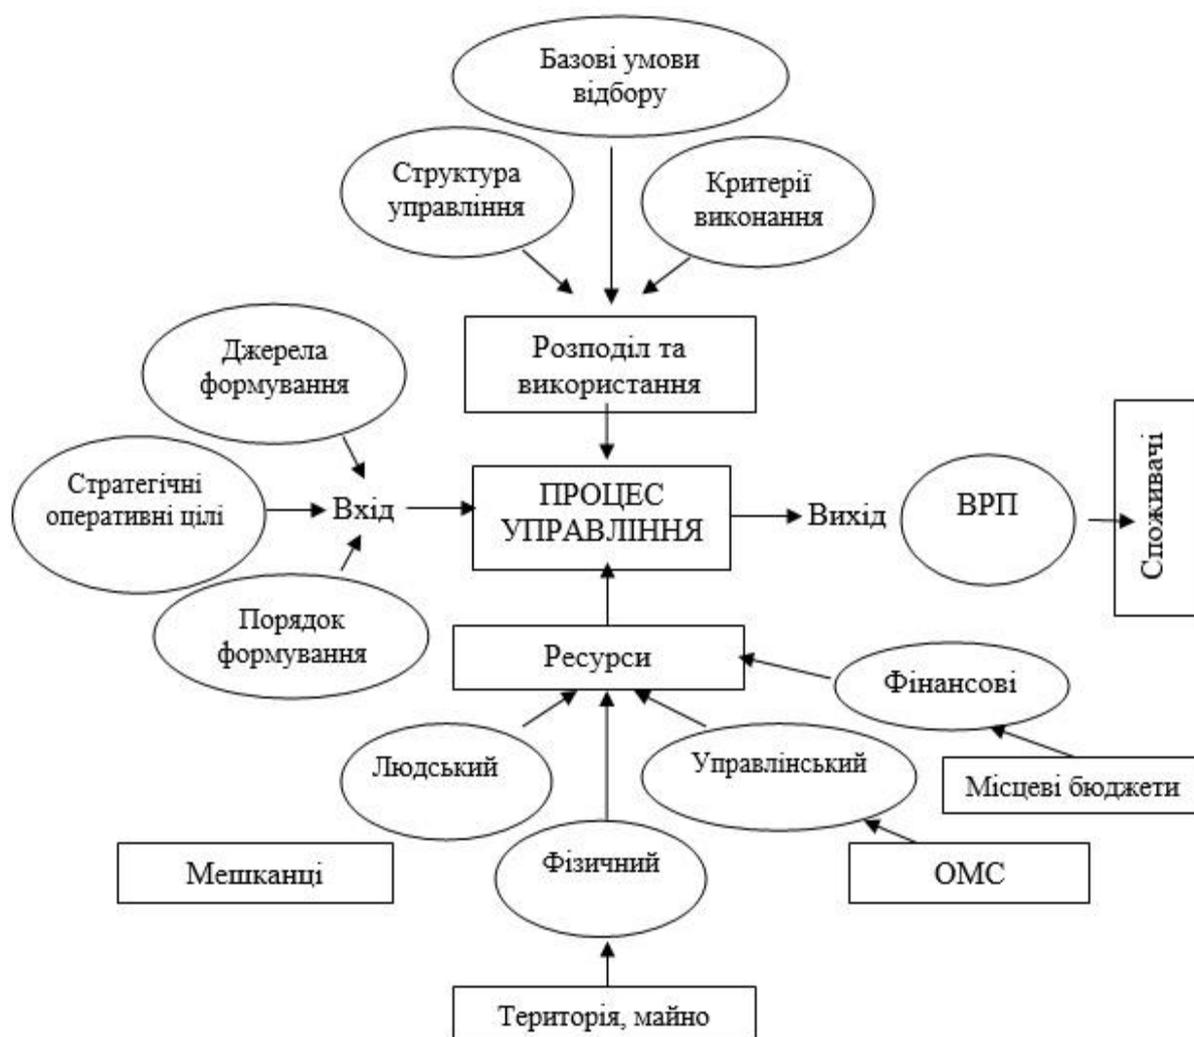 Базові умови
відбору
Структура
управління
Критерії
виконання
Розподіл та
використання
Джерела
формування
Стратегічні
оперативні цілі
Порядок
формування
Вхід
ПРОЦЕС
УПРАВЛІННЯ
Вихід
ВРП
Споживачі
Ресурси
Фінансові
Людський
Управлінський
Місцеві бюджети
Мешканці
Фізичний
ОМС
Територія, майно